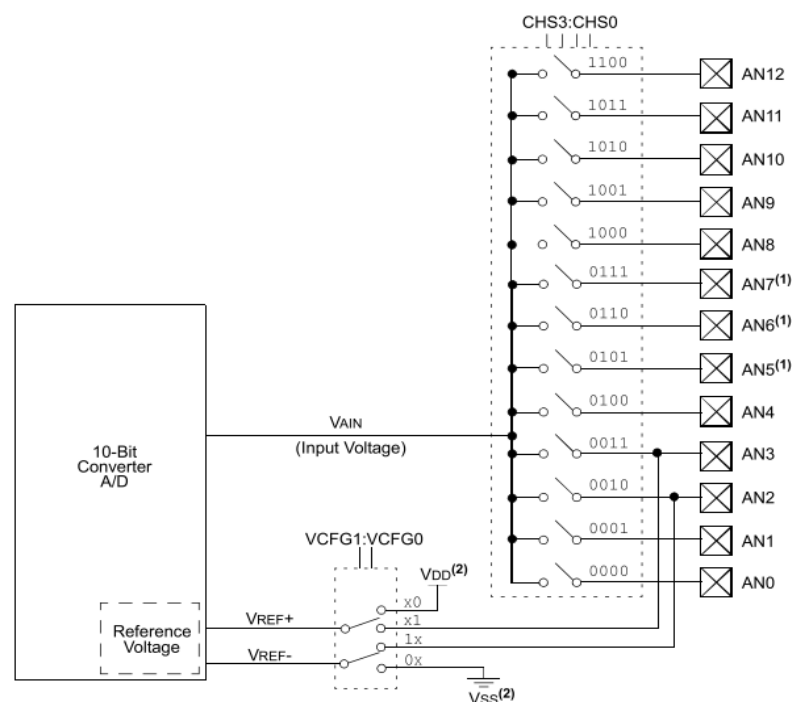 CHS3:CHS0
1100 AN12
1011 AN11
1010 AN10
1001 AN9
1000 AN8
0111 AN7(1)
0110 AN6(1)
0101 AN5(1)
0100 AN4
VAIN
(Input Voltage)
10-Bit
Converter
A/D
0011 AN3
0010 AN2
0001 AN1
0000 AN0
VCFG1:VCFG0
VDD(2)
x0
Reference
Voltage
VREF+
x1
1x
VREF-
0x
VSS(2)